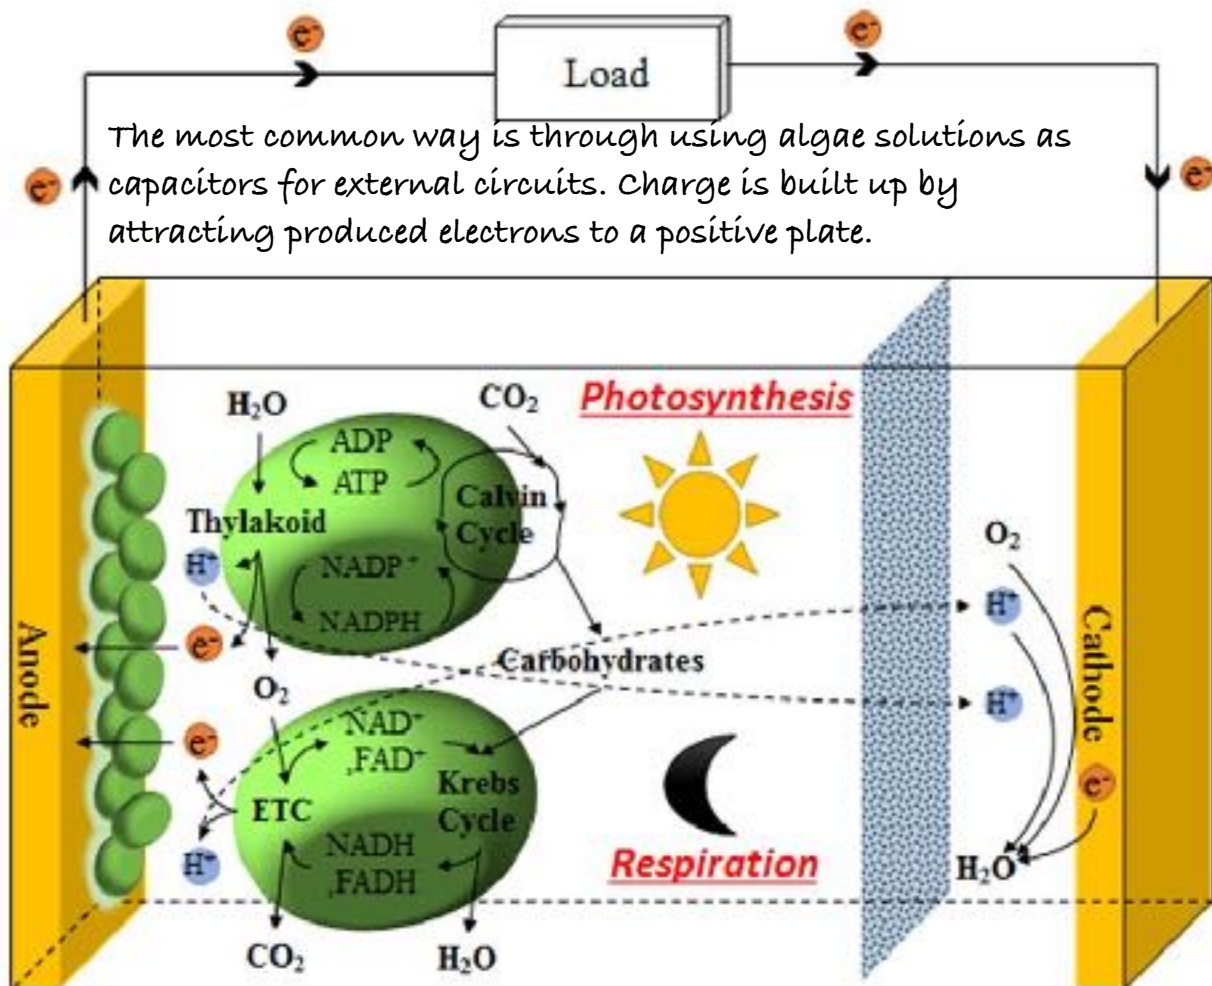 e⁻
e⁻
Load
The most common way is through using algae solutions as
capacitors for external circuits. Charge is built up by
attracting produced electrons to a positive plate.
e⁻
e⁻
H₂O
CO₂
Photosynthesis
ADP
ATP
Calvin
Cycle
Thylakoid
H⁺
NADP⁺
NADPH
O₂
H⁺
Anode
e⁻
Carbohydrates
H⁺
Cathode
O₂
e⁻
NAD⁺
,FAD⁺
e⁻
ETC
Krebs
Cycle
NADH
,FADH
H⁺
Respiration
H₂O
CO₂
H₂O